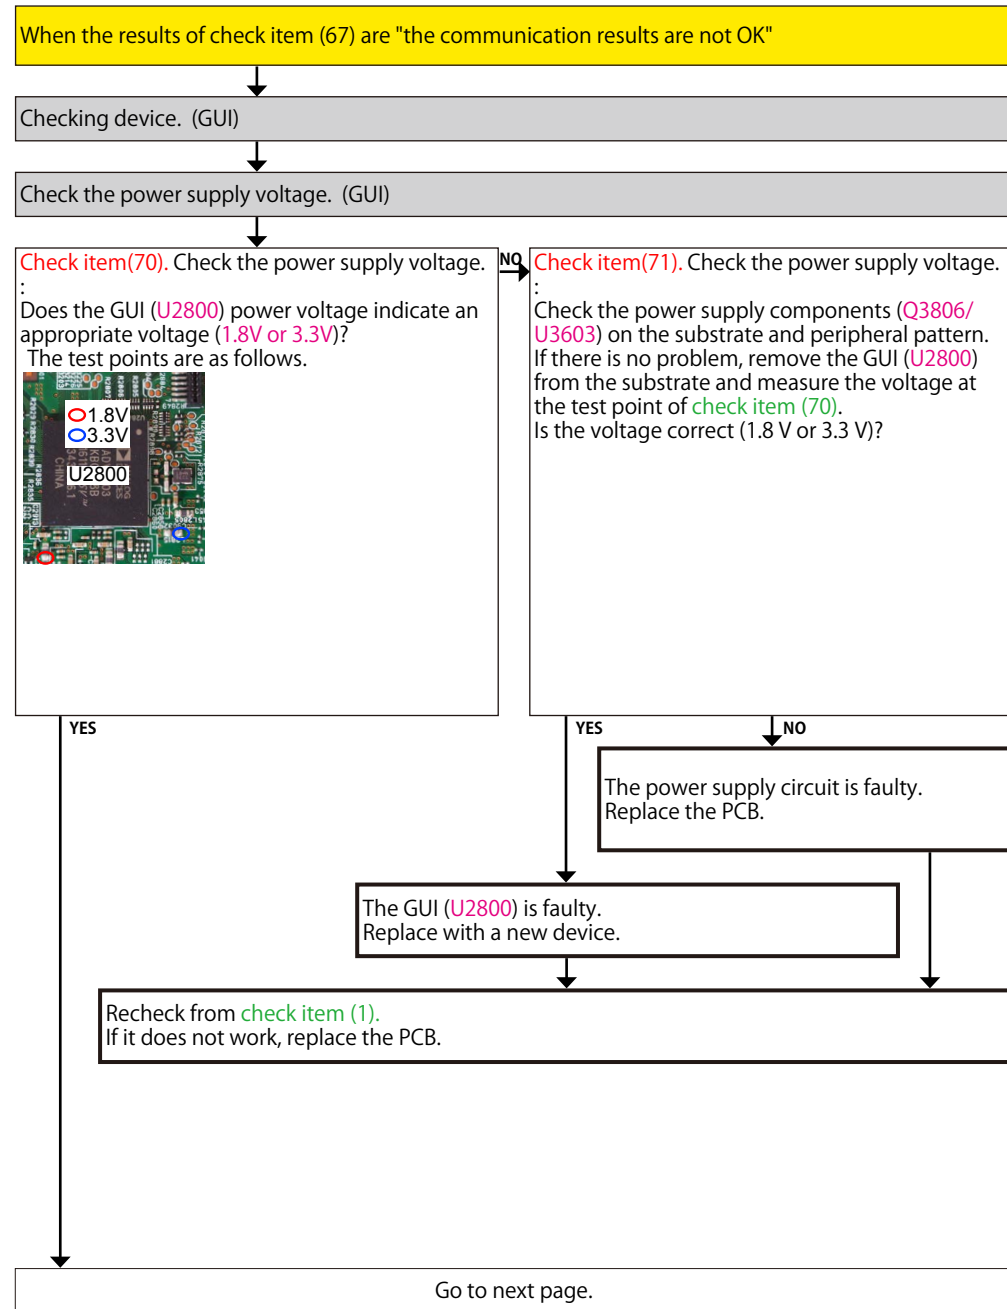 When the results of check item (67) are "the communication results are not OK"
Checking device.  (GUI)
Check the power supply voltage.  (GUI)
Check item(70). Check the power supply voltage.
:
Does the GUI (U2800) power voltage indicate an
appropriate voltage (1.8V or 3.3V)?
The test points are as follows.
1.8V
3.3V
U2800
CHINA
NO
Check item(71). Check the power supply voltage.
:
Check the power supply components (Q3806/
U3603) on the substrate and peripheral pattern.
If there is no problem, remove the GUI (U2800)
from the substrate and measure the voltage at
the test point of check item (70).
Is the voltage correct (1.8 V or 3.3 V)?
YES
YES
NO
The power supply circuit is faulty.
Replace the PCB.
The GUI (U2800) is faulty.
Replace with a new device.
Recheck from check item (1).
If it does not work, replace the PCB.
Go to next page.